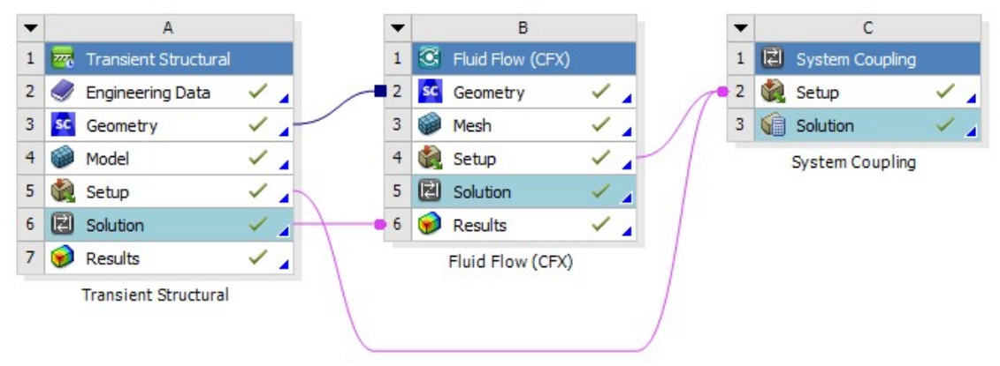 A
1 Transient Structural
2 Engineering Data
3 SC Geometry
4 Model
5 Setup
6 Solution
7 Results
Transient Structural
B
1 Fluid Flow (CFX)
2 SC Geometry
3 Mesh
4 Setup
5 Solution
6 Results
Fluid Flow (CFX)
C
1 System Coupling
2 Setup
3 Solution
System Coupling